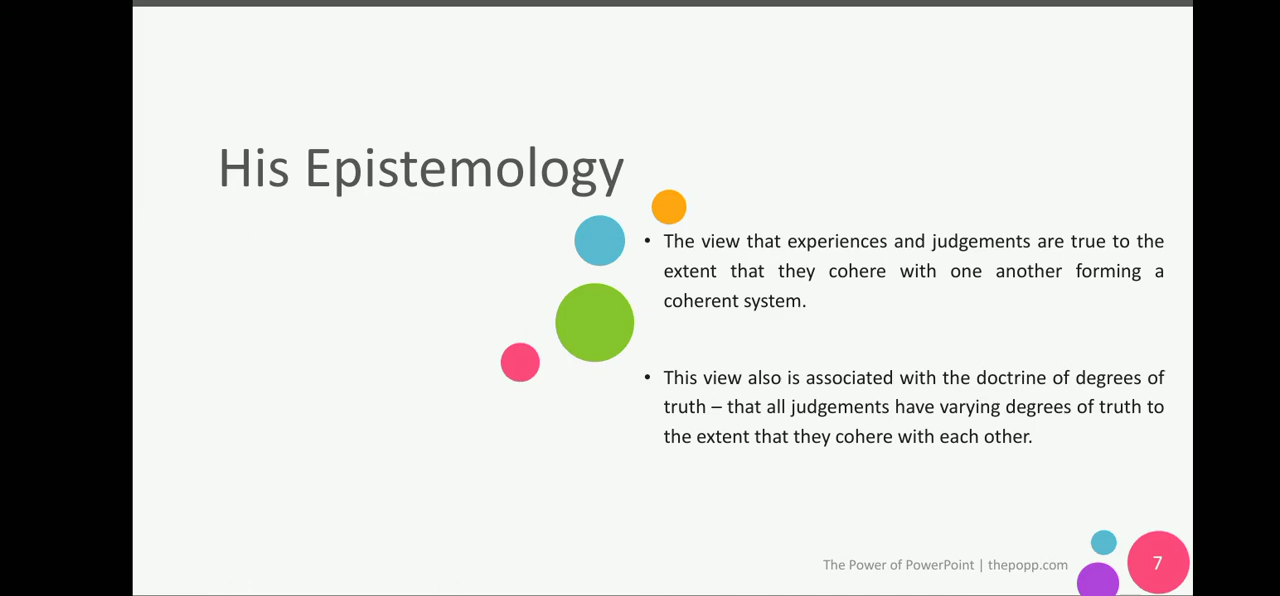 His Epistemology
• The view that experiences and judgements are true to the
extent that they cohere with one another forming a
coherent system.
• This view also is associated with the doctrine of degrees of
truth – that all judgements have varying degrees of truth to
the extent that they cohere with each other.
The Power of PowerPoint | thepopp.com
7